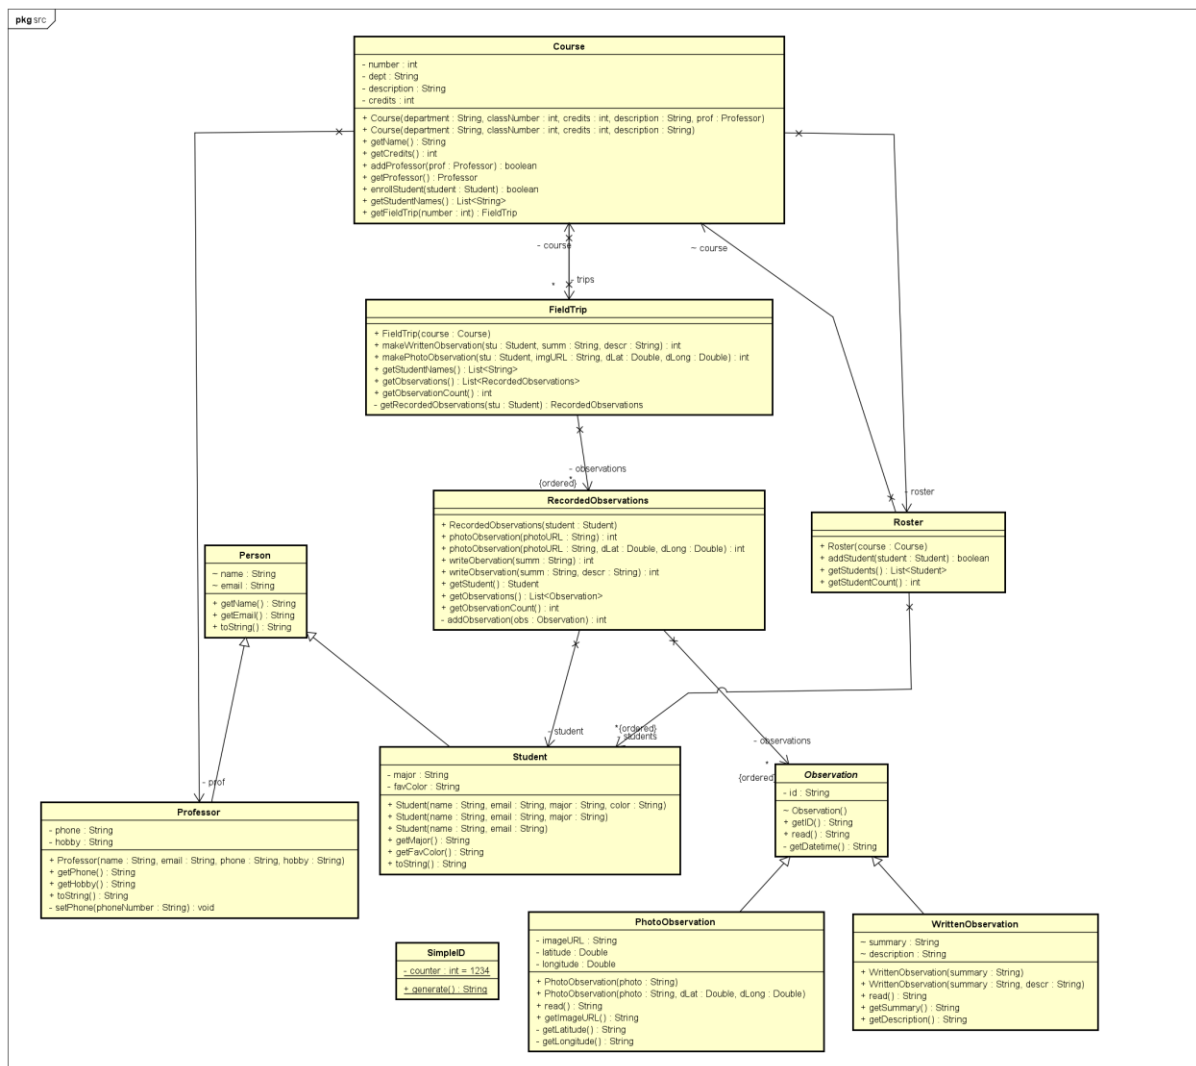 pkg src
Course
- number : int
- dept : String
- description : String
- credits : int
+ Course(department : String, classNumber : int, credits : int, description : String, prof : Professor)
+ Course(department : String, classNumber : int, credits : int, description : String)
+ getName() : String
+ getCredits() : int
+ addProfessor(prof : Professor) : boolean
+ getProfessor() : Professor
+ enrollStudent(student : Student) : boolean
+ getStudentNames() : List<String>
+ getFieldTrip(number : int) : FieldTrip
- course
~ course
- trips
*
FieldTrip
+ FieldTrip(course : Course)
+ makeWrittenObservation(stu : Student, summ : String, descr : String) : int
+ makePhotoObservation(stu : Student, imgURL : String, dLat : Double, dLong : Double) : int
+ getStudentNames() : List<String>
+ getObservations() : List<RecordedObservations>
+ getObservationCount() : int
- getRecordedObservations(stu : Student) : RecordedObservations
- observations
*
{ordered}
- roster
RecordedObservations
+ RecordedObservations(student : Student)
+ photoObservation(photoURL : String) : int
+ photoObservation(photoURL : String, dLat : Double, dLong : Double) : int
+ writeObervation(summ : String) : int
+ writeObservation(summ : String, descr : String) : int
+ getStudent() : Student
+ getObservations() : List<Observation>
+ getObservationCount() : int
- addObservation(obs : Observation) : int
Roster
+ Roster(course : Course)
+ addStudent(student : Student) : boolean
+ getStudents() : List<Student>
+ getStudentCount() : int
Person
~ name : String
~ email : String
+ getName() : String
+ getEmail() : String
+ toString() : String
- student
*{ordered}
- students
- observations
*
{ordered}
- prof
Student
- major : String
- favColor : String
+ Student(name : String, email : String, major : String, color : String)
+ Student(name : String, email : String, major : String)
+ Student(name : String, email : String)
+ getMajor() : String
+ getFavColor() : String
+ toString() : String
Observation
- id : String
~ Observation()
+ getID() : String
+ read() : String
- getDatetime() : String
Professor
- phone : String
- hobby : String
+ Professor(name : String, email : String, phone : String, hobby : String)
+ getPhone() : String
+ getHobby() : String
+ toString() : String
- setPhone(phoneNumber : String) : void
SimpleID
- counter : int = 1234
+ generate() : String
PhotoObservation
- imageURL : String
- latitude : Double
- longitude : Double
+ PhotoObservation(photo : String)
+ PhotoObservation(photo : String, dLat : Double, dLong : Double)
+ read() : String
+ getImageURL() : String
- getLatitude() : String
- getLongitude() : String
WrittenObservation
~ summary : String
~ description : String
+ WrittenObservation(summary : String)
+ WrittenObservation(summary : String, descr : String)
+ read() : String
+ getSummary() : String
+ getDescription() : String